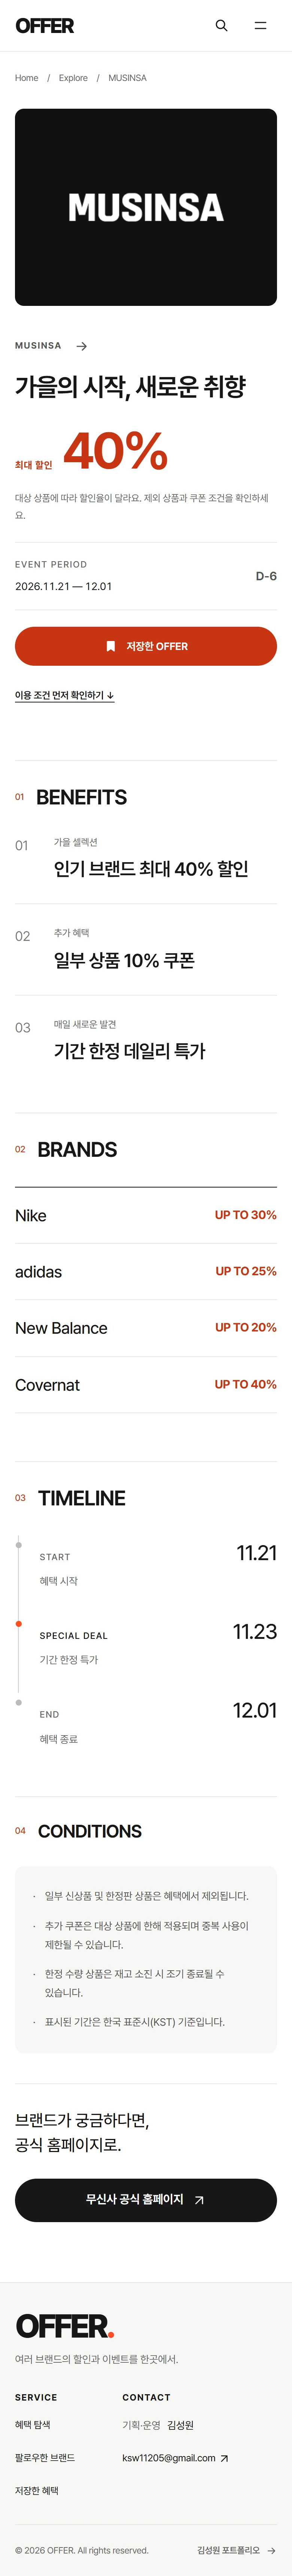 OFFER
Home / Explore / MUSINSA
MUSINSA
MUSINSA →
가을의 시작, 새로운 취향
최대 할인 40%
대상 상품에 따라 할인율이 달라요. 제외 상품과 쿠폰 조건을 확인하세
요.
EVENT PERIOD
2026.11.21 — 12.01
D-6
저장한 OFFER
이용 조건 먼저 확인하기 ↓
01 BENEFITS
01 가을 셀렉션
인기 브랜드 최대 40% 할인
02 추가 혜택
일부 상품 10% 쿠폰
03 매일 새로운 발견
기간 한정 데일리 특가
02 BRANDS
Nike UP TO 30%
adidas UP TO 25%
New Balance UP TO 20%
Covernat UP TO 40%
03 TIMELINE
START 11.21
혜택 시작
SPECIAL DEAL 11.23
기간 한정 특가
END 12.01
혜택 종료
04 CONDITIONS
· 일부 신상품 및 한정판 상품은 혜택에서 제외됩니다.
· 추가 쿠폰은 대상 상품에 한해 적용되며 중복 사용이
제한될 수 있습니다.
· 한정 수량 상품은 재고 소진 시 조기 종료될 수
있습니다.
· 표시된 기간은 한국 표준시(KST) 기준입니다.
브랜드가 궁금하다면,
공식 홈페이지로.
무신사 공식 홈페이지 ↗
OFFER.
여러 브랜드의 할인과 이벤트를 한곳에서.
SERVICE CONTACT
혜택 탐색 기획·운영 김성원
팔로우한 브랜드 ksw11205@gmail.com ↗
저장한 혜택
© 2026 OFFER. All rights reserved. 김성원 포트폴리오 →